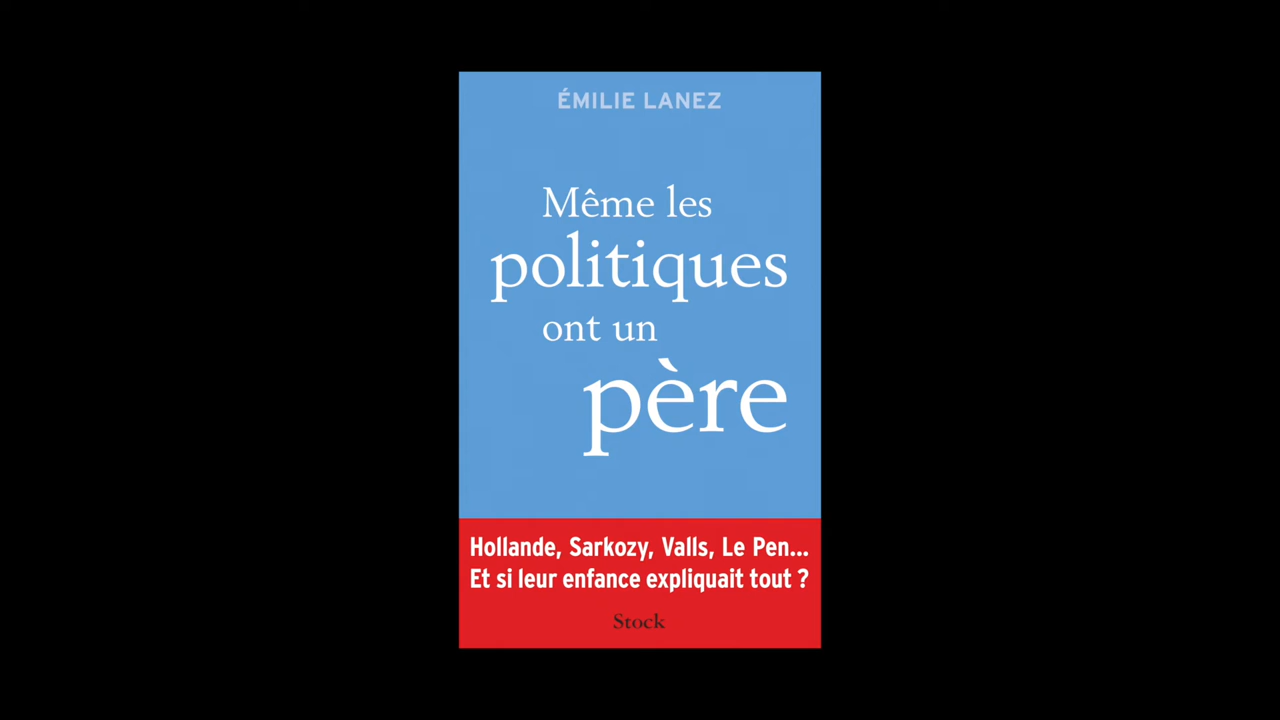 ÉMILIE LANEZ
Même les
politiques
ont un
père
Hollande, Sarkozy, Valls, Le Pen...
Et si leur enfance expliquait tout ?
Stock